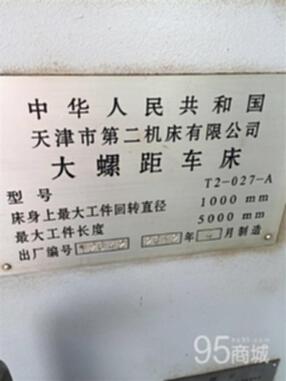 中华人民共和国
天津市第二机床有限公司
大螺距车床
型号 T2-027-A
床身上最大工件回转直径 1000 mm
最大工件长度 5000 mm
出厂编号 年 月制造
95商城